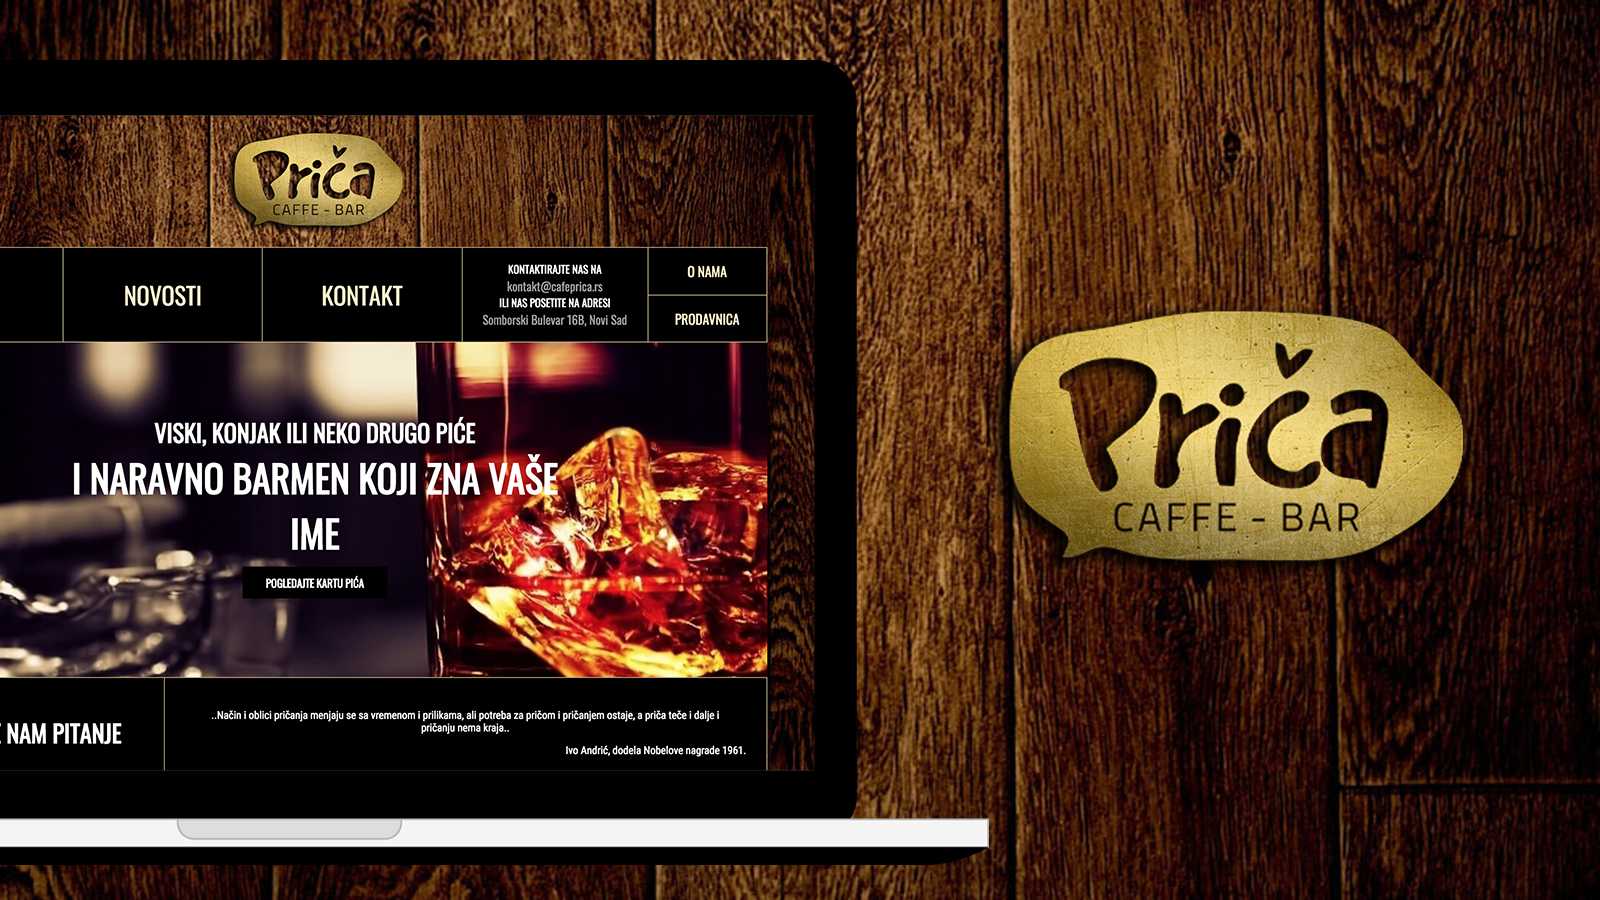 Priča
CAFFE - BAR
NOVOSTI
KONTAKT
KONTAKTIRAJTE NAS NA
kontakt@cafeprica.rs
ILI NAS POSETITE NA ADRESI
Somborski Bulevar 16B, Novi Sad
O NAMA
PRODAVNICA
VISKI, KONJAK ILI NEKO DRUGO PIĆE
I NARAVNO BARMEN KOJI ZNA VAŠE
IME
POGLEDAJTE KARTU PIĆA
NAM PITANJE
..Način i oblici pričanja menjaju se sa vremenom i prilikama, ali potreba za pričom i pričanjem ostaje, a priča teče i dalje i
pričanju nema kraja..
Ivo Andrić, dodela Nobelove nagrade 1961.
Priča
CAFFE - BAR